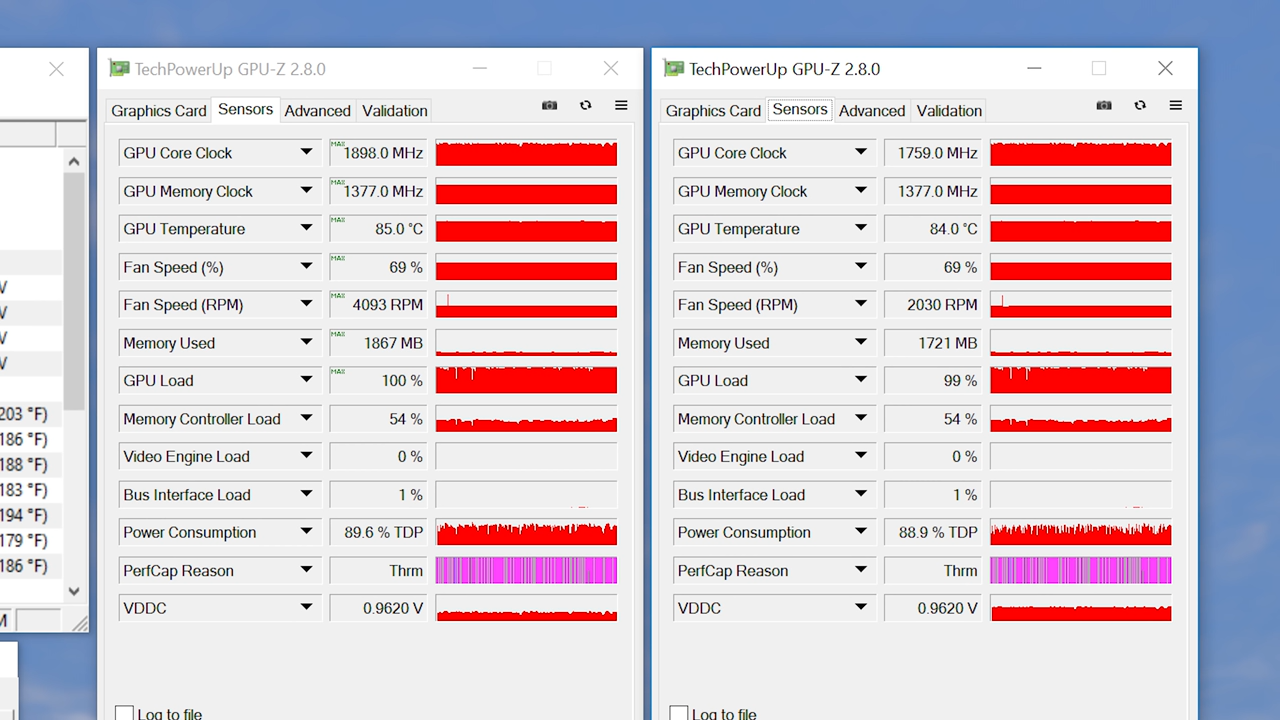 TechPowerUp GPU-Z 2.8.0
Graphics Card Sensors Advanced Validation
GPU Core Clock MAX 1898.0 MHz
GPU Memory Clock MAX 1377.0 MHz
GPU Temperature MAX 85.0 °C
Fan Speed (%) MAX 69 %
Fan Speed (RPM) MAX 4093 RPM
Memory Used MAX 1867 MB
GPU Load MAX 100 %
Memory Controller Load 54 %
Video Engine Load 0 %
Bus Interface Load 1 %
Power Consumption 89.6 % TDP
PerfCap Reason Thrm
VDDC 0.9620 V
Log to file
TechPowerUp GPU-Z 2.8.0
Graphics Card Sensors Advanced Validation
GPU Core Clock 1759.0 MHz
GPU Memory Clock 1377.0 MHz
GPU Temperature 84.0 °C
Fan Speed (%) 69 %
Fan Speed (RPM) 2030 RPM
Memory Used 1721 MB
GPU Load 99 %
Memory Controller Load 54 %
Video Engine Load 0 %
Bus Interface Load 1 %
Power Consumption 88.9 % TDP
PerfCap Reason Thrm
VDDC 0.9620 V
Log to file
V
V
V
V
203 °F)
186 °F)
188 °F)
183 °F)
194 °F)
179 °F)
186 °F)
M